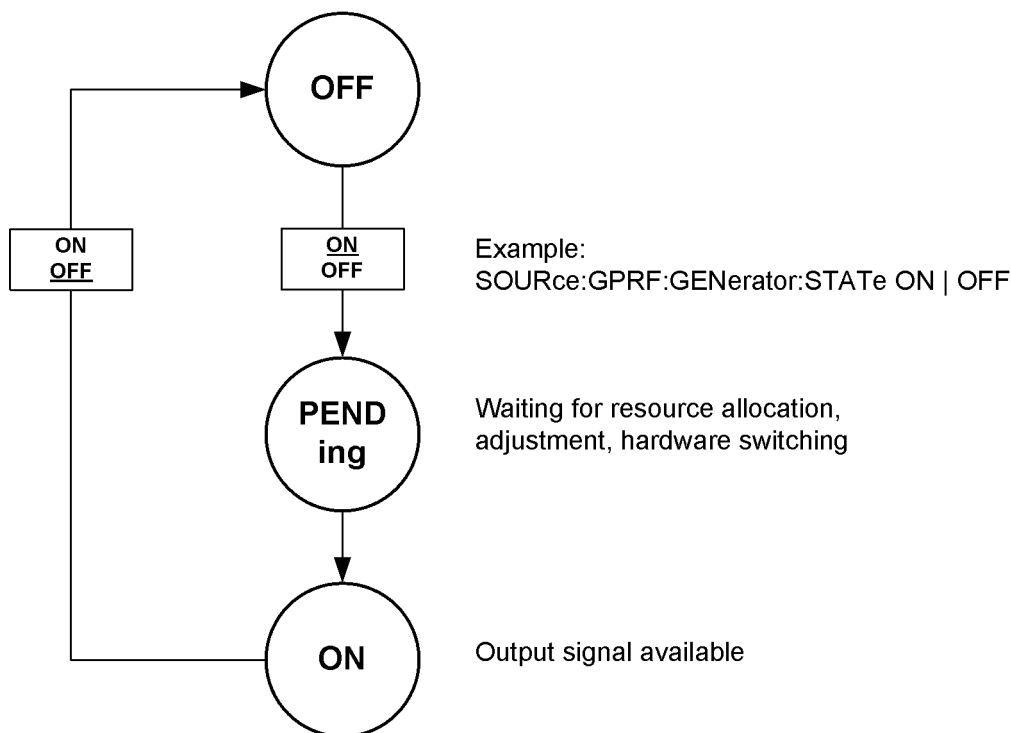 OFF
ON
OFF
ON
OFF
Example:
SOURce:GPRF:GENerator:STATe ON | OFF
PEND
ing
Waiting for resource allocation,
adjustment, hardware switching
ON
Output signal available